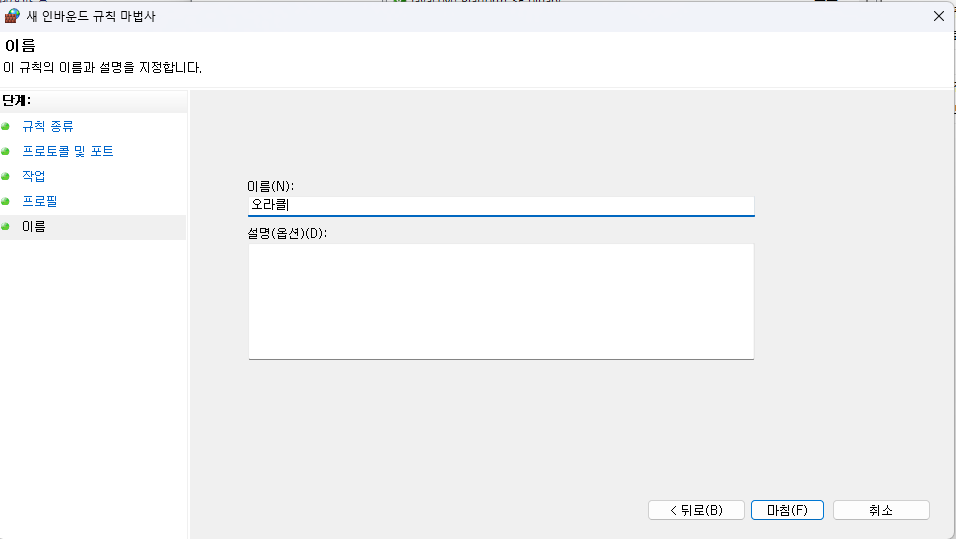 새 인바운드 규칙 마법사
이름
이 규칙의 이름과 설명을 지정합니다.
단계:
규칙 종류
프로토콜 및 포트
작업
프로필
이름
이름(N):
오라클
설명(옵션)(D):
< 뒤로(B)
마침(F)
취소